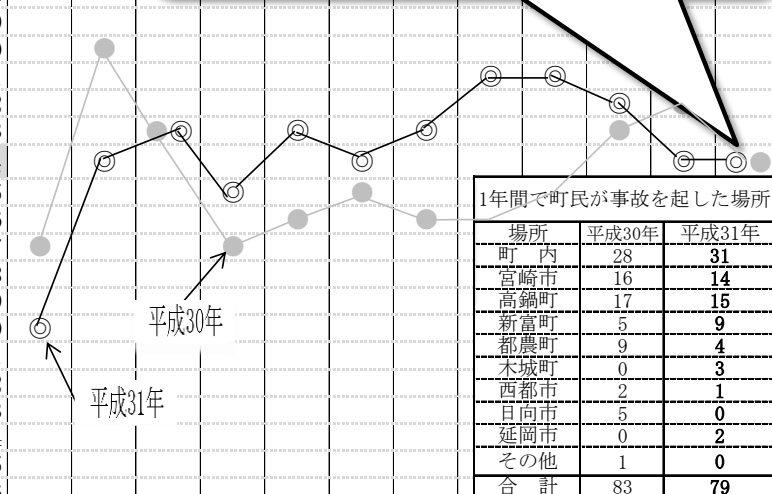 平成30年
平成31年
1年間で町民が事故を起した場所
場所 平成30年 平成31年
町 内 28 31
宮崎市 16 14
高鍋町 17 15
新富町 5 9
都農町 9 4
木城町 0 3
西都市 2 1
日向市 5 0
延岡市 0 2
その他 1 0
合 計 83 79